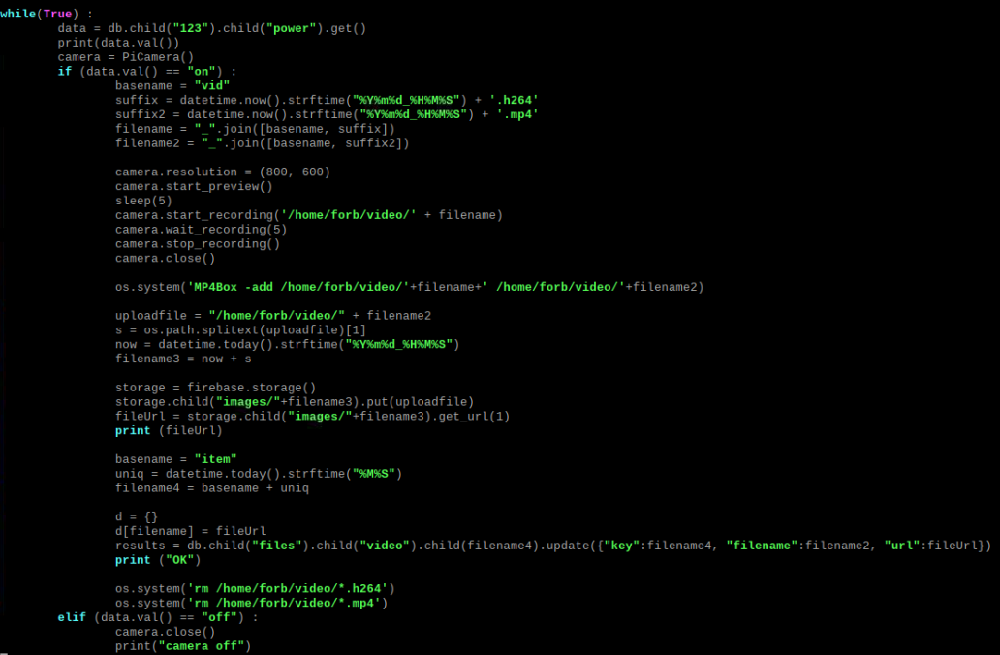 while(True) :
        data = db.child("123").child("power").get()
        print(data.val())
        camera = PiCamera()
        if (data.val() == "on") :
                basename = "vid"
                suffix = datetime.now().strftime("%Y%m%d_%H%M%S") + '.h264'
                suffix2 = datetime.now().strftime("%Y%m%d_%H%M%S") + '.mp4'
                filename = "_".join([basename, suffix])
                filename2 = "_".join([basename, suffix2])

                camera.resolution = (800, 600)
                camera.start_preview()
                sleep(5)
                camera.start_recording('/home/forb/video/' + filename)
                camera.wait_recording(5)
                camera.stop_recording()
                camera.close()

                os.system('MP4Box -add /home/forb/video/'+filename+' /home/forb/video/'+filename2)

                uploadfile = "/home/forb/video/" + filename2
                s = os.path.splitext(uploadfile)[1]
                now = datetime.today().strftime("%Y%m%d_%H%M%S")
                filename3 = now + s

                storage = firebase.storage()
                storage.child("images/"+filename3).put(uploadfile)
                fileUrl = storage.child("images/"+filename3).get_url(1)
                print (fileUrl)

                basename = "item"
                uniq = datetime.today().strftime("%M%S")
                filename4 = basename + uniq

                d = {}
                d[filename] = fileUrl
                results = db.child("files").child("video").child(filename4).update({"key":filename4, "filename":filename2, "url":fileUrl})
                print ("OK")

                os.system('rm /home/forb/video/*.h264')
                os.system('rm /home/forb/video/*.mp4')
        elif (data.val() == "off") :
                camera.close()
                print("camera off")